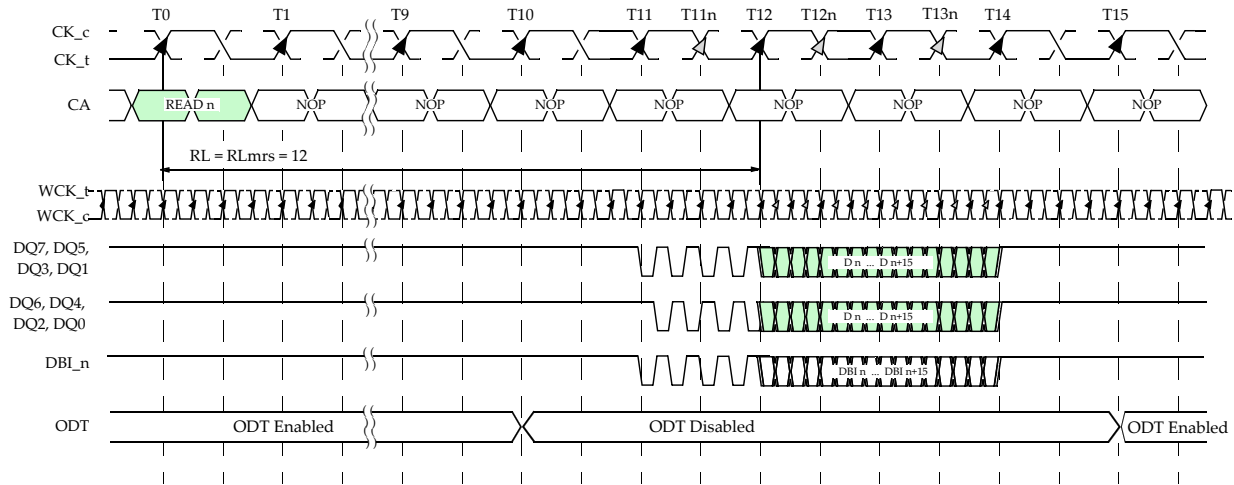 T0 T1 T9 T10 T11 T11n T12 T12n T13 T13n T14 T15
CK_c
CK_t
CA READ n NOP NOP NOP NOP NOP NOP NOP NOP
RL = RLmrs = 12
WCK_t
WCK_c
DQ7, DQ5,
DQ3, DQ1
D n ... D n+15
DQ6, DQ4,
DQ2, DQ0
D n ... D n+15
DBI_n
DBI n ... DBI n+15
ODT ODT Enabled ODT Disabled ODT Enabled